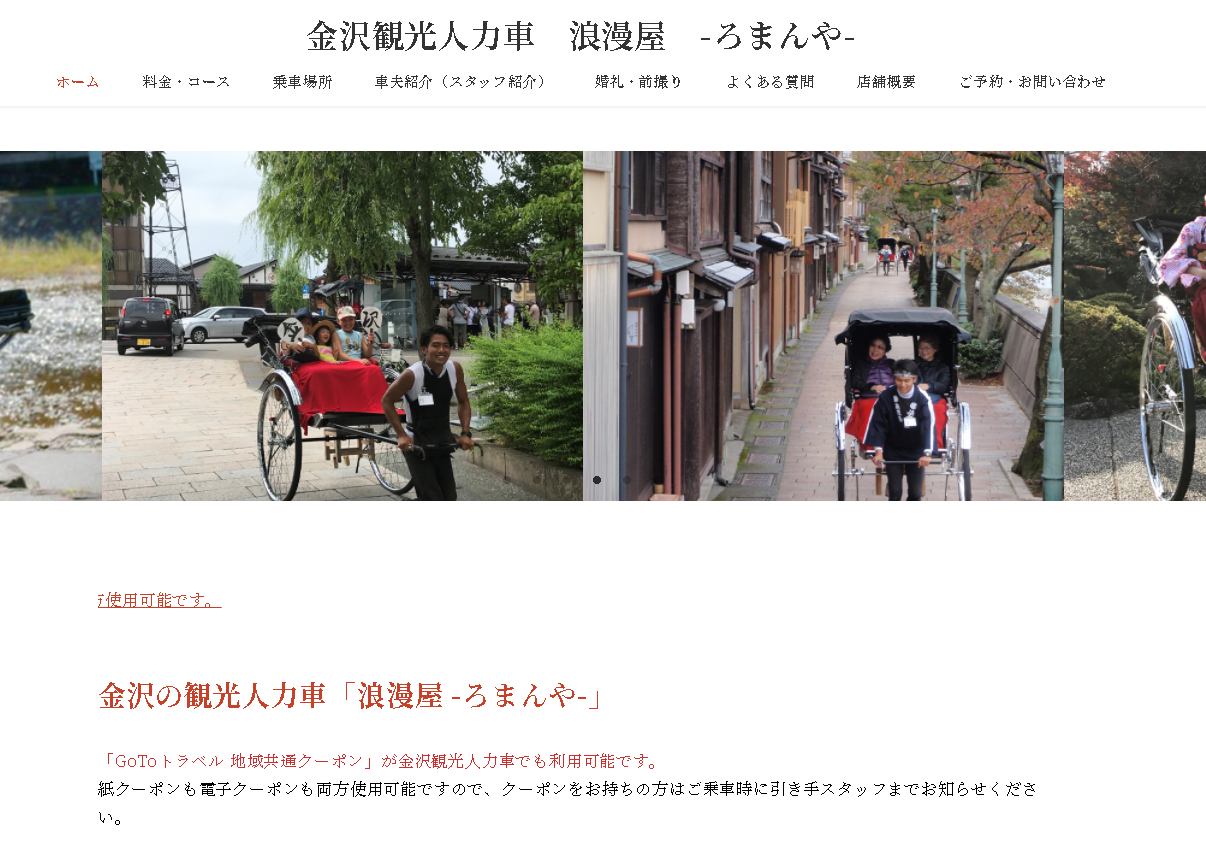 金沢観光人力車　浪漫屋　-ろまんや-
ホーム　料金・コース　乗車場所　車夫紹介（スタッフ紹介）　婚礼・前撮り　よくある質問　店舗概要　ご予約・お問い合わせ
沢
使用可能です。
金沢の観光人力車「浪漫屋 -ろまんや-」
「GoToトラベル 地域共通クーポン」が金沢観光人力車でも利用可能です。
紙クーポンも電子クーポンも両方使用可能ですので、クーポンをお持ちの方はご乗車時に引き手スタッフまでお知らせくださ
い。